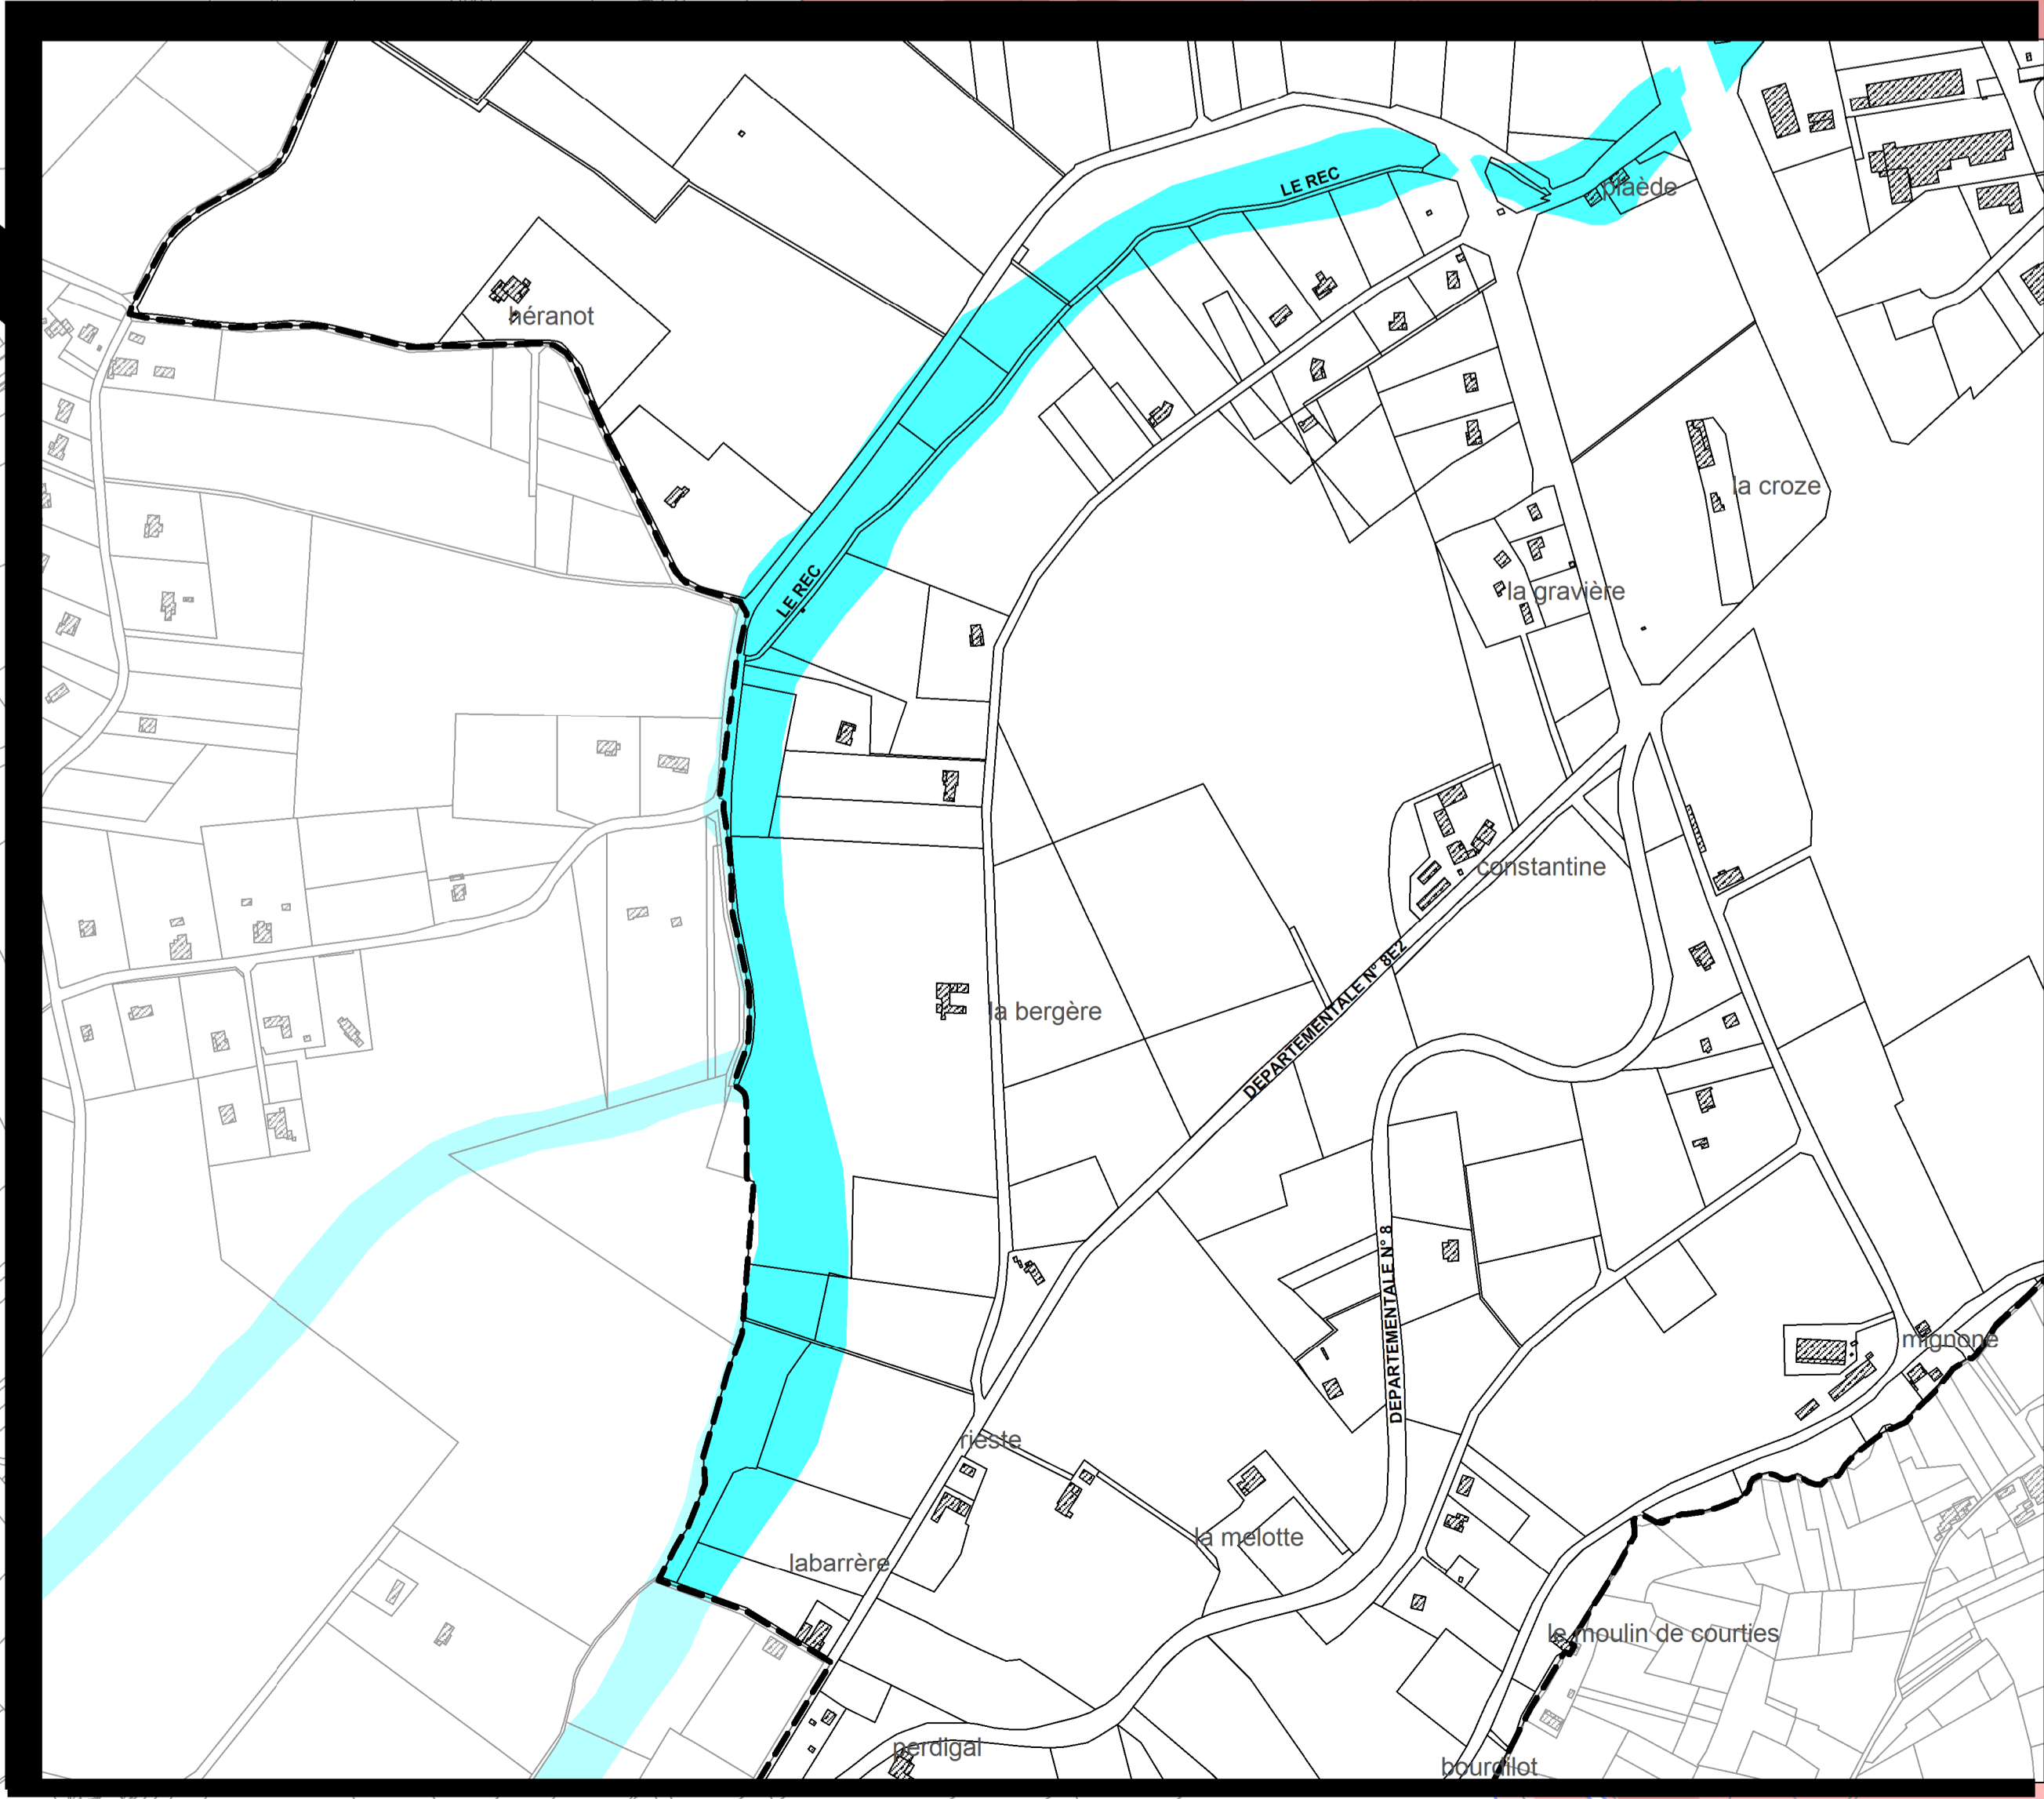 LE REC
plaède
héranot
la croze
LE REC
la gravière
constantine
DEPARTEMENTALE N° 8E2
la bergère
DEPARTEMENTALE N° 8
mignone
rieste
la melotte
labarrère
le moulin de courties
perdigal
bourdilot